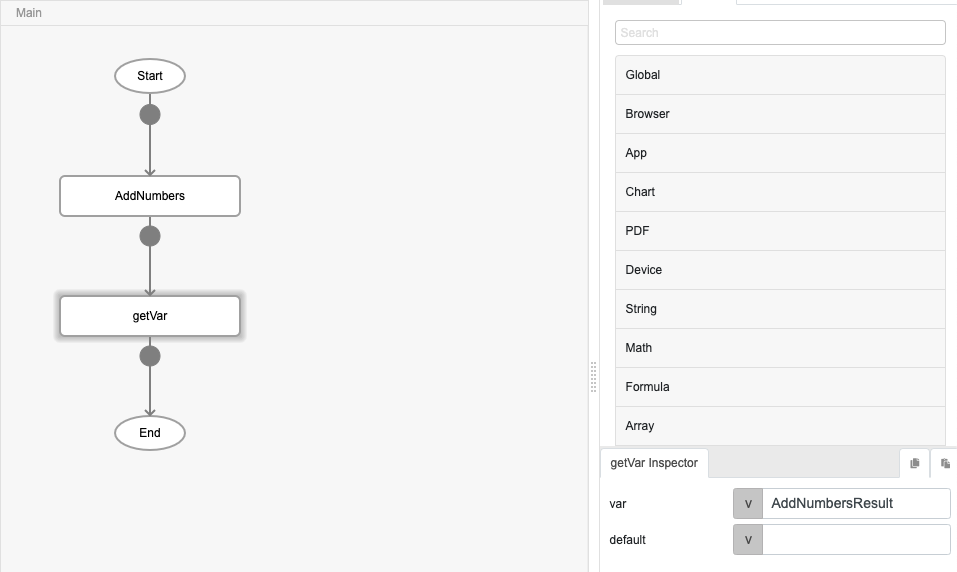 Main
Start
AddNumbers
getVar
End
Search
Global
Browser
App
Chart
PDF
Device
String
Math
Formula
Array
getVar Inspector
var v AddNumbersResult
default v